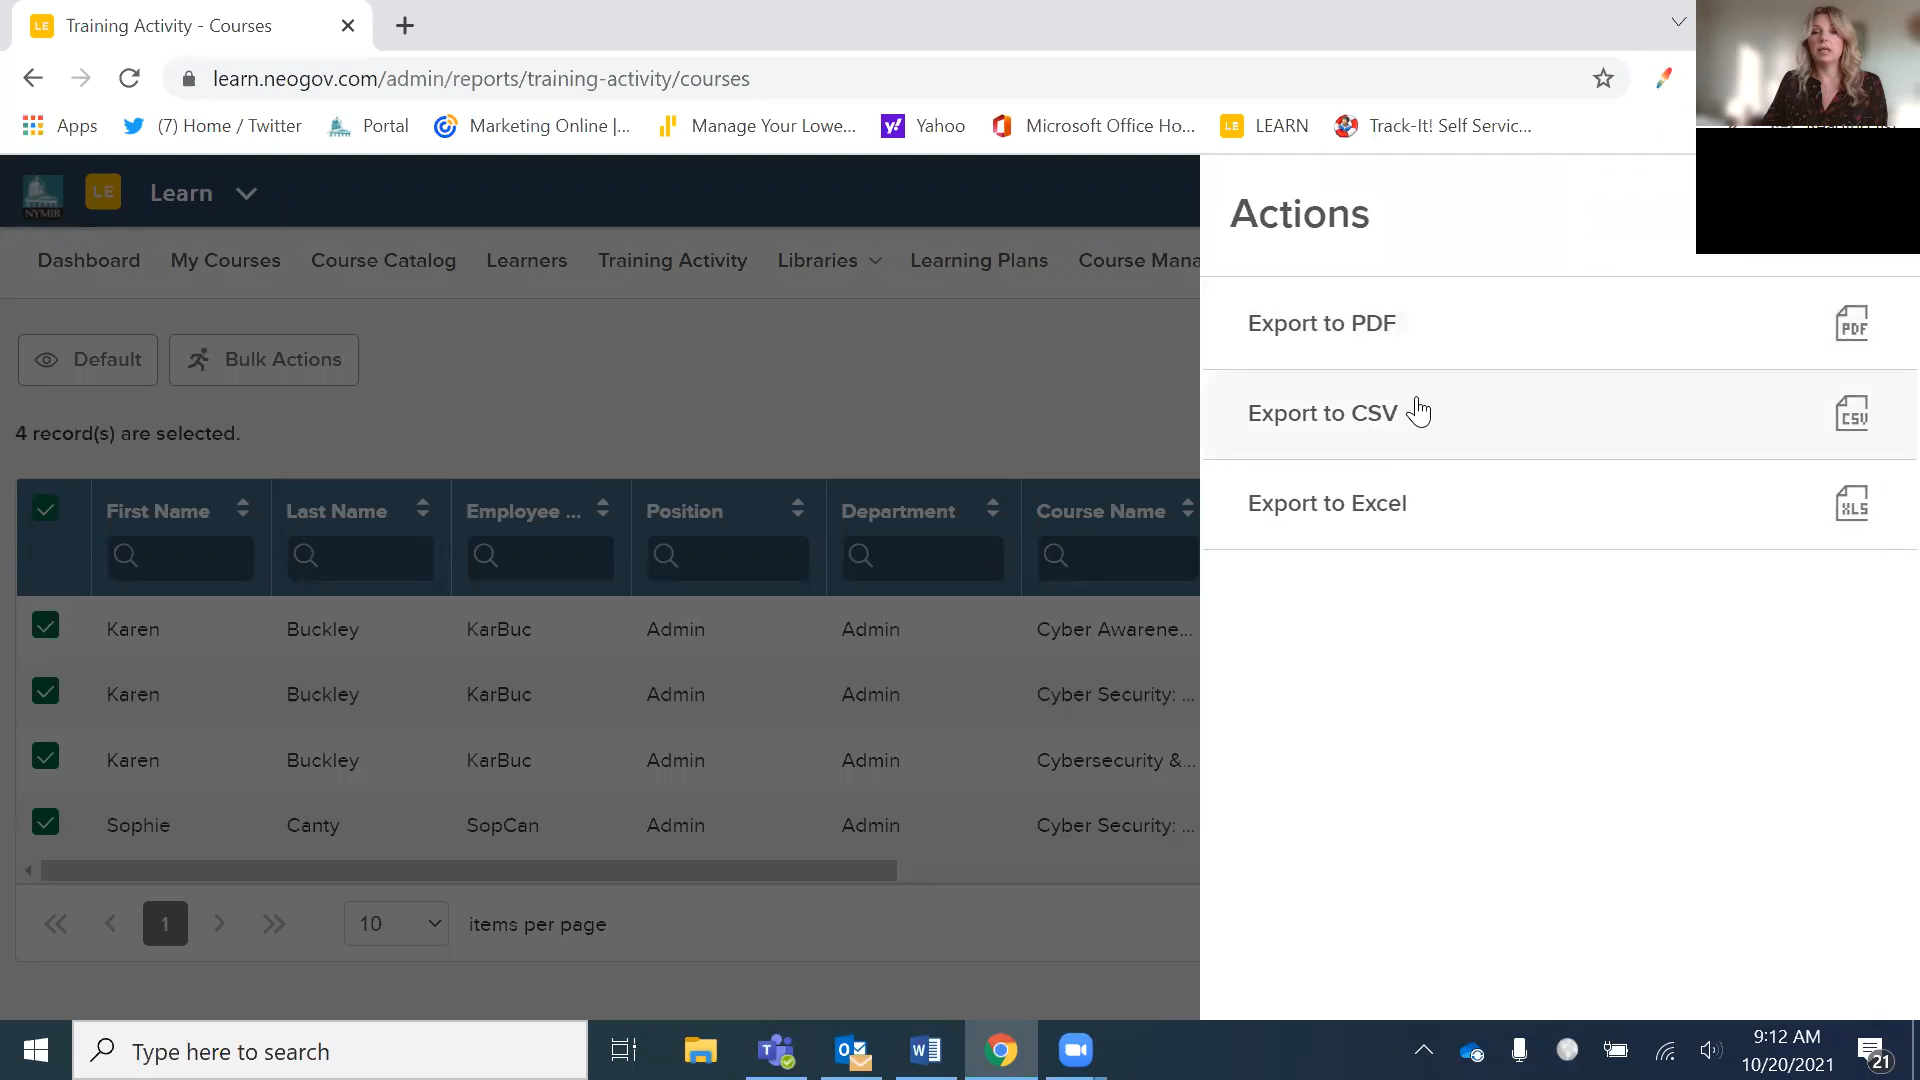 LE Training Activity - Courses
learn.neogov.com/admin/reports/training-activity/courses
Apps (7) Home / Twitter Portal Marketing Online |... Manage Your Lowe... Yahoo Microsoft Office Ho... LE LEARN Track-It! Self Servic...
NYMIR LE Learn
Dashboard My Courses Course Catalog Learners Training Activity Libraries Learning Plans Course Mana
Default Bulk Actions
4 record(s) are selected.
First Name Last Name Employee ... Position Department Course Name
Karen Buckley KarBuc Admin Admin Cyber Awarene...
Karen Buckley KarBuc Admin Admin Cyber Security: ...
Karen Buckley KarBuc Admin Admin Cybersecurity &...
Sophie Canty SopCan Admin Admin Cyber Security: ...
1 10 items per page
Actions
Export to PDF PDF
Export to CSV CSV
Export to Excel XLS
Type here to search
9:12 AM
10/20/2021
21